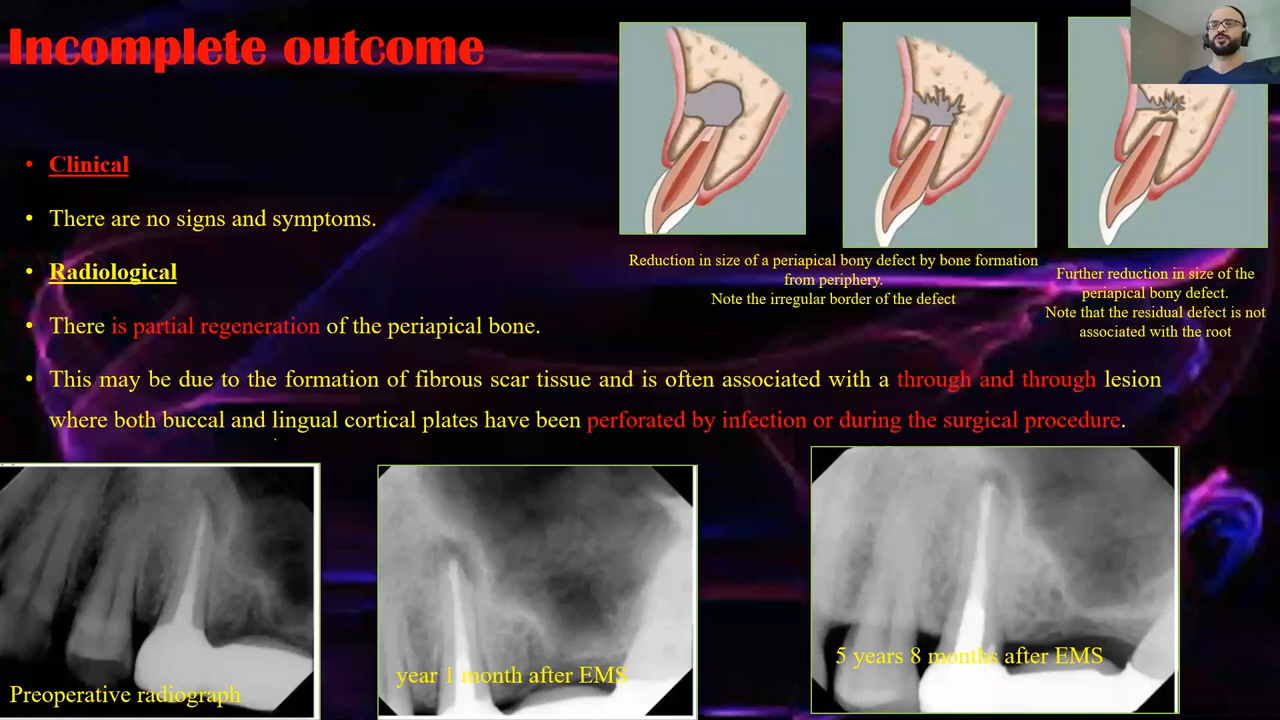 Incomplete outcome
• Clinical
• There are no signs and symptoms.
• Radiological
• There is partial regeneration of the periapical bone.
• This may be due to the formation of fibrous scar tissue and is often associated with a through and through lesion
where both buccal and lingual cortical plates have been perforated by infection or during the surgical procedure.
Reduction in size of a periapical bony defect by bone formation
from periphery.
Note the irregular border of the defect
Further reduction in size of the
periapical bony defect.
Note that the residual defect is not
associated with the root
Preoperative radiograph
year 1 month after EMS
5 years 8 months after EMS